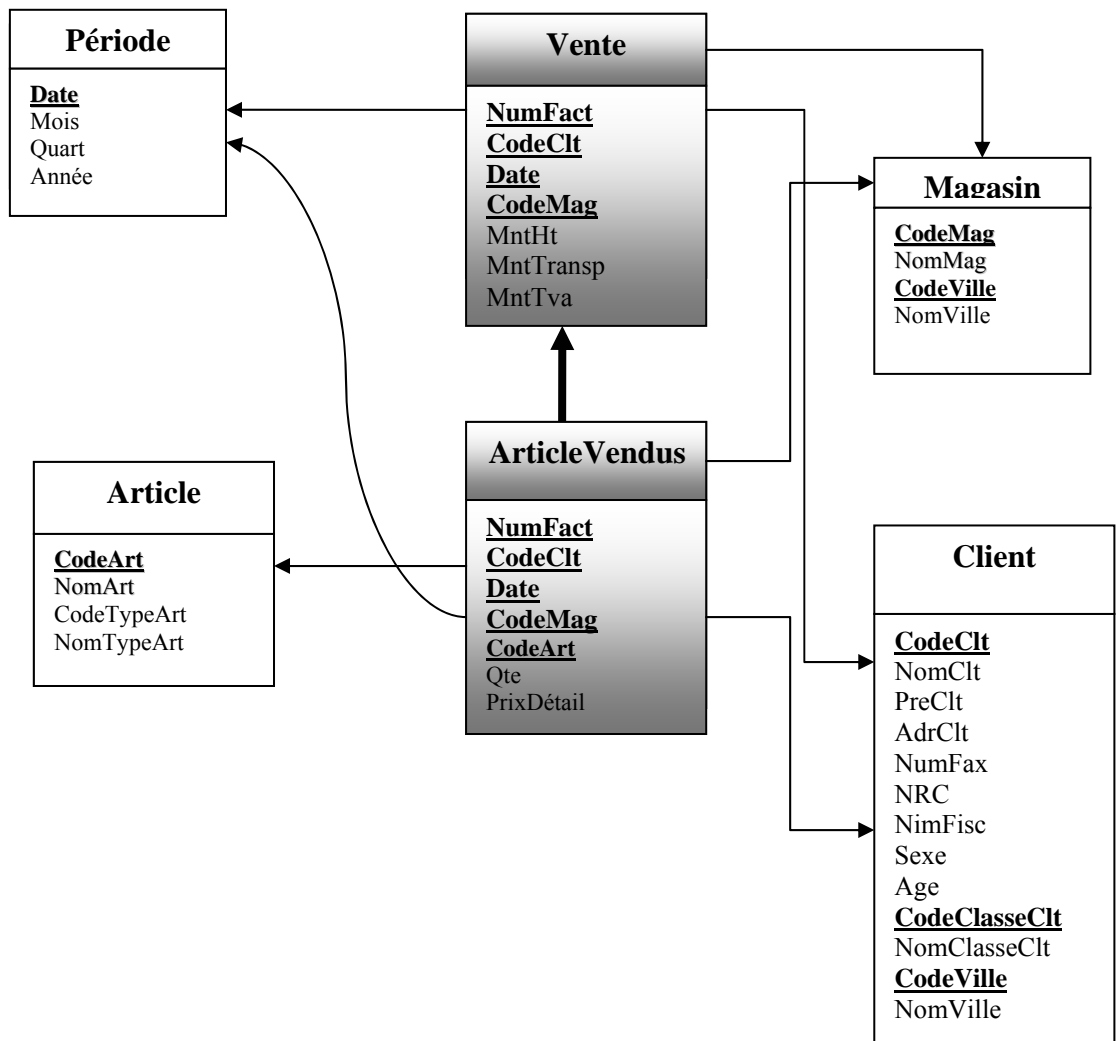 Période
Date
Mois
Quart
Année
Vente
NumFact
CodeClt
Date
CodeMag
MntHt
MntTransp
MntTva
Magasin
CodeMag
NomMag
CodeVille
NomVille
Article
CodeArt
NomArt
CodeTypeArt
NomTypeArt
ArticleVendus
NumFact
CodeClt
Date
CodeMag
CodeArt
Qte
PrixDétail
Client
CodeClt
NomClt
PreClt
AdrClt
NumFax
NRC
NimFisc
Sexe
Age
CodeClasseClt
NomClasseClt
CodeVille
NomVille